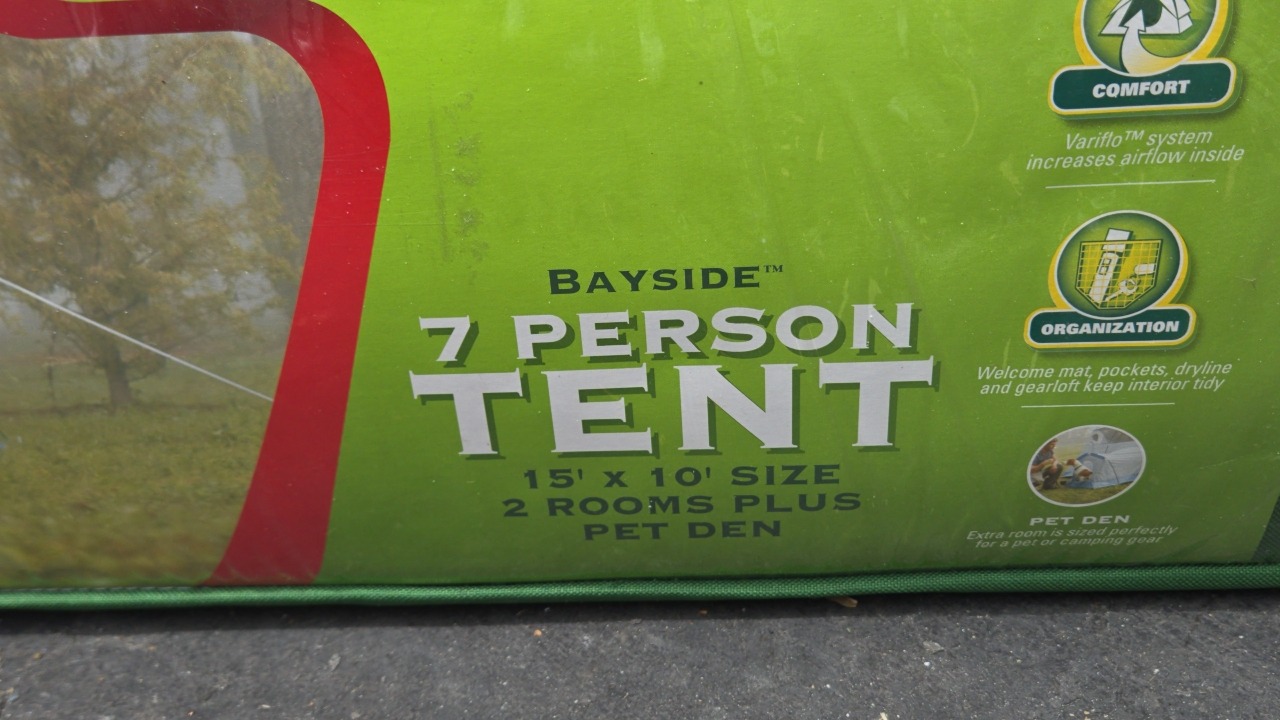 COMFORT
Variflo™ system
increases airflow inside
BAYSIDE™
7 PERSON
TENT
15' X 10' SIZE
2 ROOMS PLUS
PET DEN
ORGANIZATION
Welcome mat, pockets, dryline
and gearloft keep interior tidy
PET DEN
Extra room is sized perfectly
for a pet or camping gear